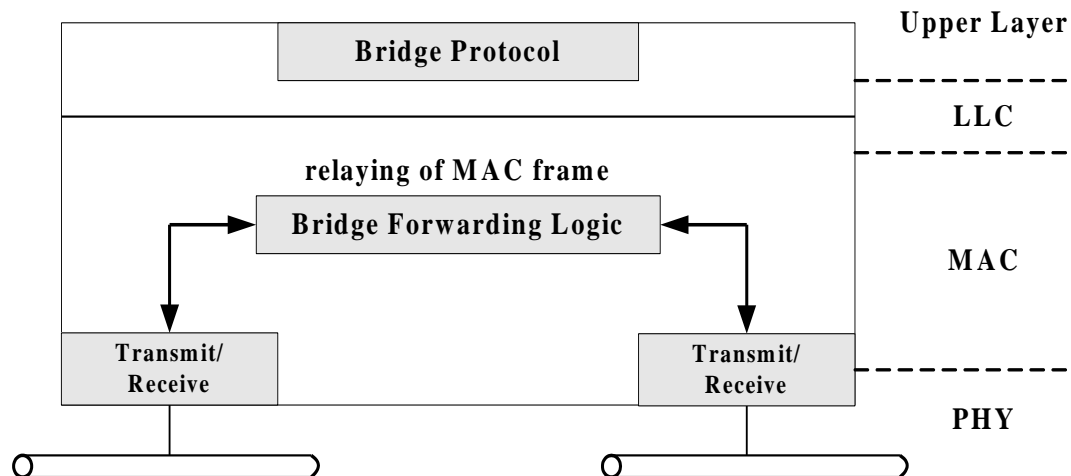 Upper Layer
Bridge Protocol
LLC
relaying of MAC frame
Bridge Forwarding Logic
MAC
Transmit/
Receive
Transmit/
Receive
PHY